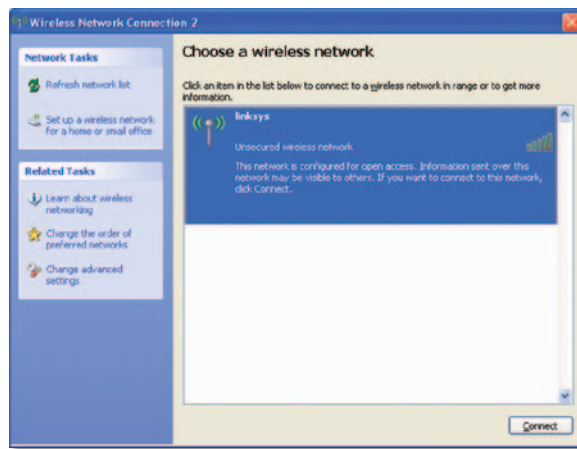 Wireless Network Connection 2
Network Tasks
Refresh network list
Set up a wireless network
for a home or small office
Related Tasks
Learn about wireless
networking
Change the order of
preferred networks
Change advanced
settings
Choose a wireless network
Click an item in the list below to connect to a wireless network in range or to get more
information.
linksys
Unsecured wireless network
This network is configured for open access. Information sent over this
network may be visible to others. If you want to connect to this network,
click Connect.
Connect